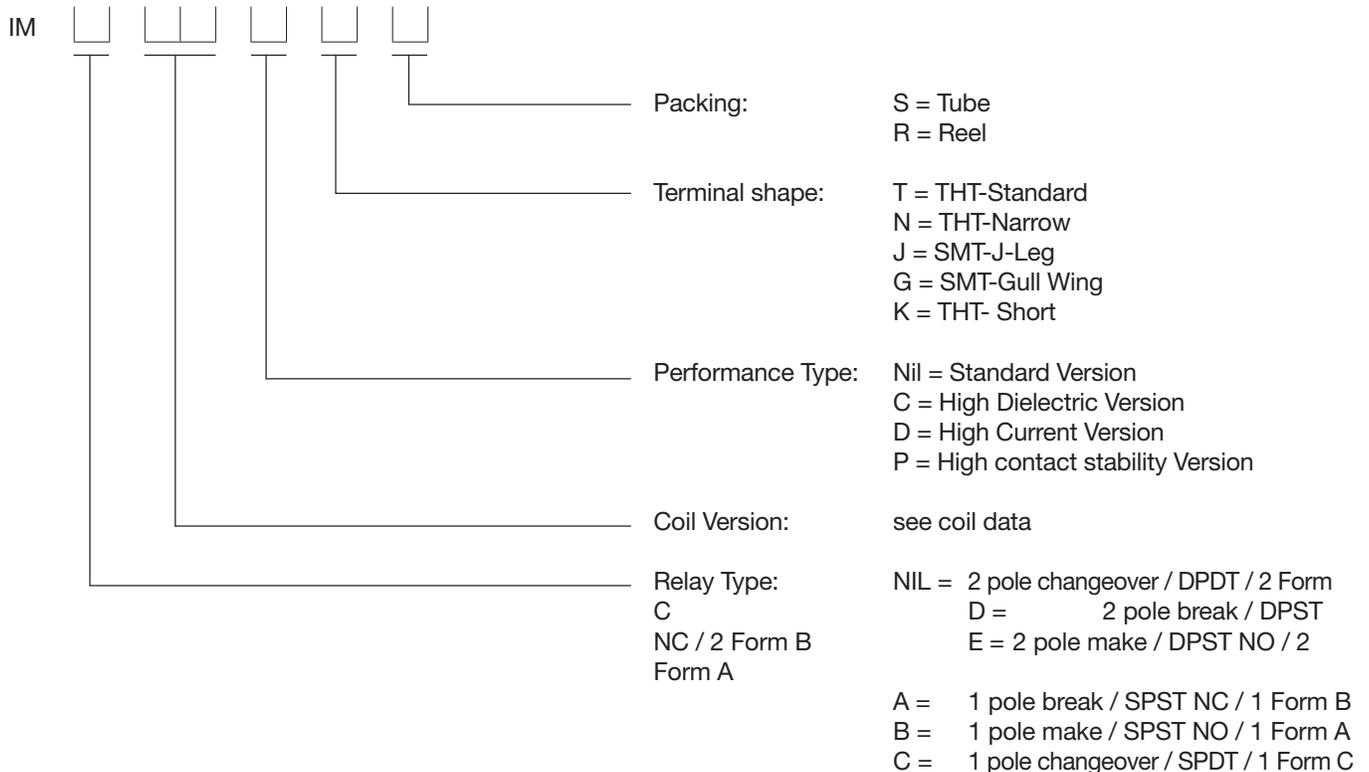 IM
Packing: S = Tube
R = Reel
Terminal shape: T = THT-Standard
N = THT-Narrow
J = SMT-J-Leg
G = SMT-Gull Wing
K = THT- Short
Performance Type: Nil = Standard Version
C = High Dielectric Version
D = High Current Version
P = High contact stability Version
Coil Version: see coil data
Relay Type: NIL = 2 pole changeover / DPDT / 2 Form
C D = 2 pole break / DPST
NC / 2 Form B E = 2 pole make / DPST NO / 2
Form A
A = 1 pole break / SPST NC / 1 Form B
B = 1 pole make / SPST NO / 1 Form A
C = 1 pole changeover / SPDT / 1 Form C